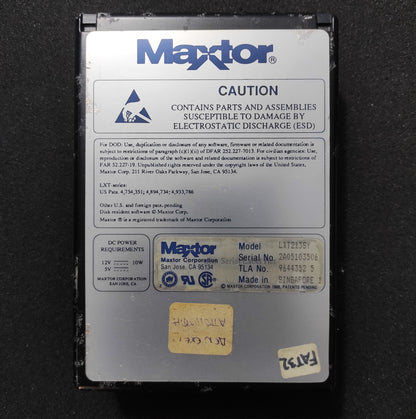 Maxtor®
CAUTION
CONTAINS PARTS AND ASSEMBLIES
SUSCEPTIBLE TO DAMAGE BY
ELECTROSTATIC DISCHARGE (ESD)
For DOD: Use, duplication or disclosure of any software, firmware or related documentation is
subject to restrictions of paragraph (c)(1)(ii) of DFAR 252.227-7013. For civilian agencies: Use,
reproduction or disclosure of the software and related documentation is subject to restrictions of
FAR 52.227-19. Unpublished rights reserved under the copyright laws of the United States;
Maxtor Corp. 211 River Oaks Parkway, San Jose, CA 95134.
LXT-series:
US Pats. 4,734,351; 4,894,734; 4,933,786
Other U.S. and foreign pats. pending
Disk resident software © Maxtor Corp.
Maxtor ® is a registered trademark of Maxtor Corporation
DC POWER
REQUIREMENTS
12V 10W
5V
MAXTOR CORPORATION
SAN JOSE, CA
Maxtor
Maxtor Corporation
San Jose, CA 95134
Model LXT213SY
Serial No. 2A05103506
TLA No.
Made in SINGAPORE
© MAXTOR CORPORATION
FAT32